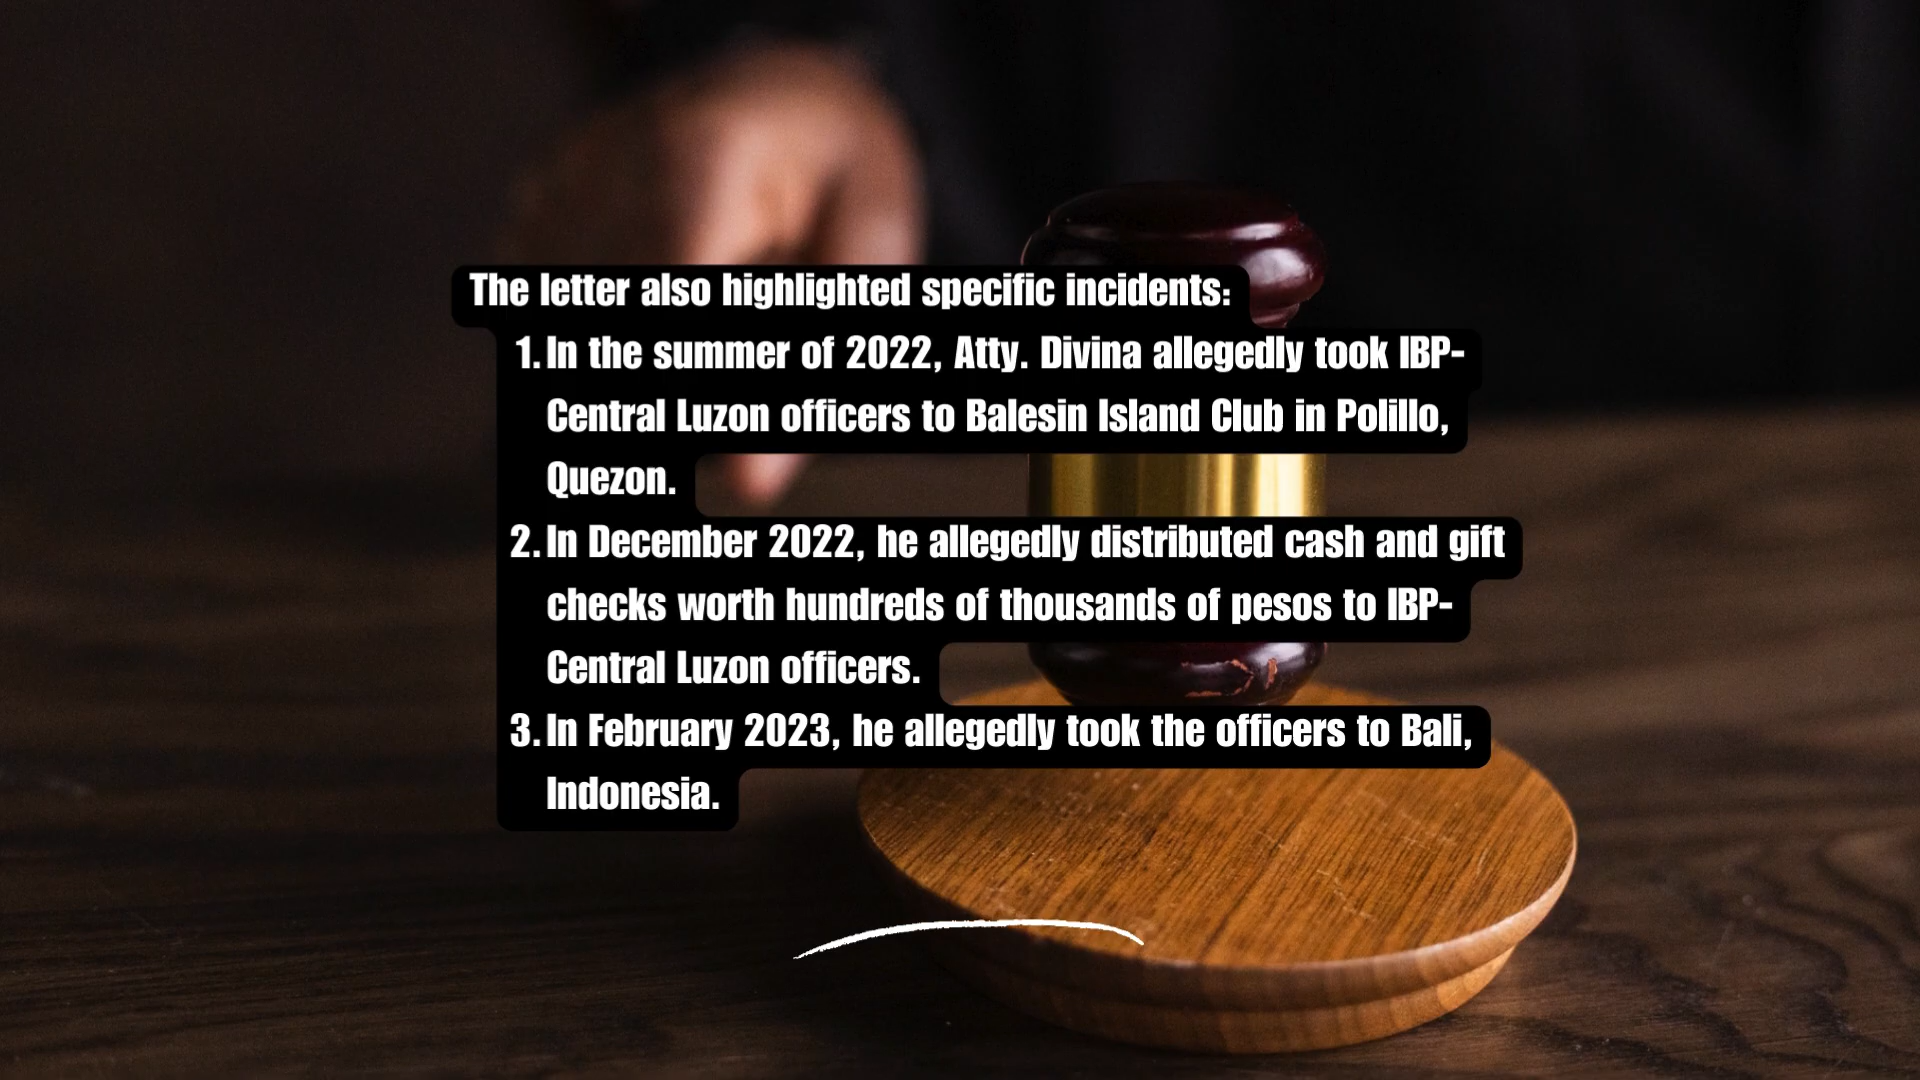 The letter also highlighted specific incidents:
1. In the summer of 2022, Atty. Divina allegedly took IBP-
Central Luzon officers to Balesin Island Club in Polillo,
Quezon.
2. In December 2022, he allegedly distributed cash and gift
checks worth hundreds of thousands of pesos to IBP-
Central Luzon officers.
3. In February 2023, he allegedly took the officers to Bali,
Indonesia.